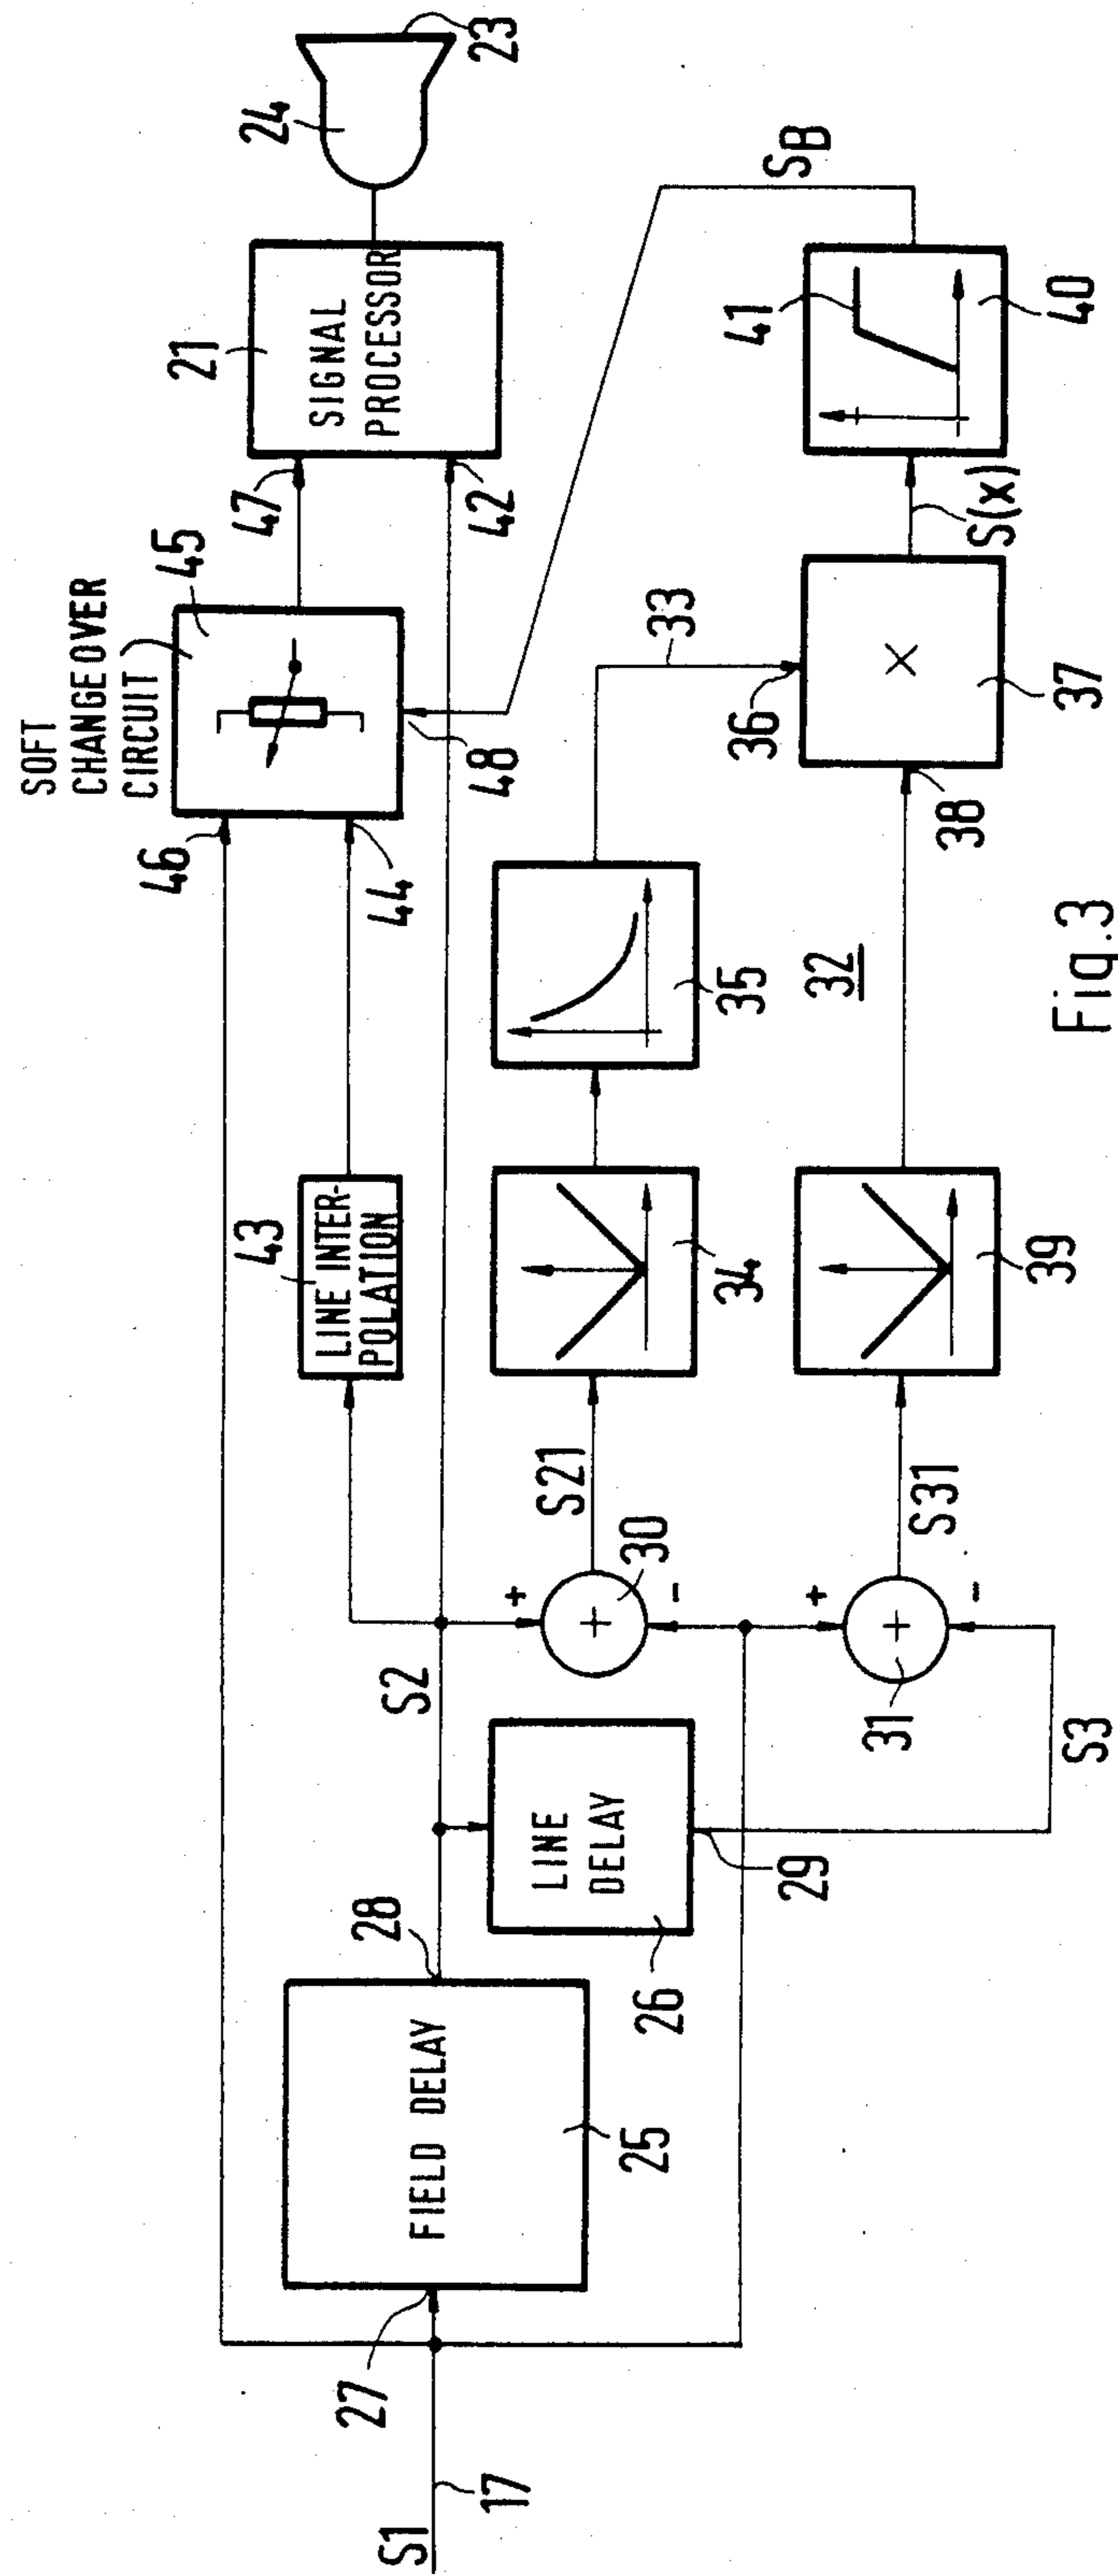 SOFT
CHANGEOVER
CIRCUIT
46
45
47
21
24
23
SIGNAL
PROCESSOR
43
LINE INTER-
POLATION
44
48
42
S1
17
27
FIELD DELAY
25
28
S2
LINE
DELAY
26
29
+
+
-
30
S21
34
35
33
36
SB
32
+
+
-
31
S3
S31
39
38
×
37
S(x)
41
40
Fig.3